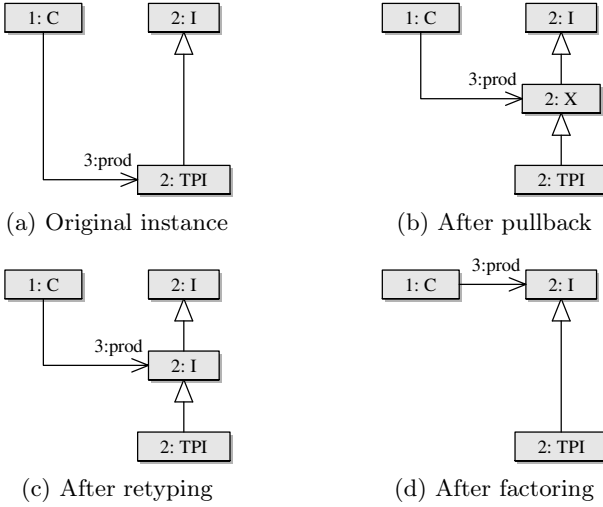 1: C
2: I
3:prod
2: TPI
(a) Original instance
1: C
2: I
3:prod
2: X
2: TPI
(b) After pullback
1: C
2: I
3:prod
2: I
2: TPI
(c) After retyping
1: C
3:prod
2: I
2: TPI
(d) After factoring